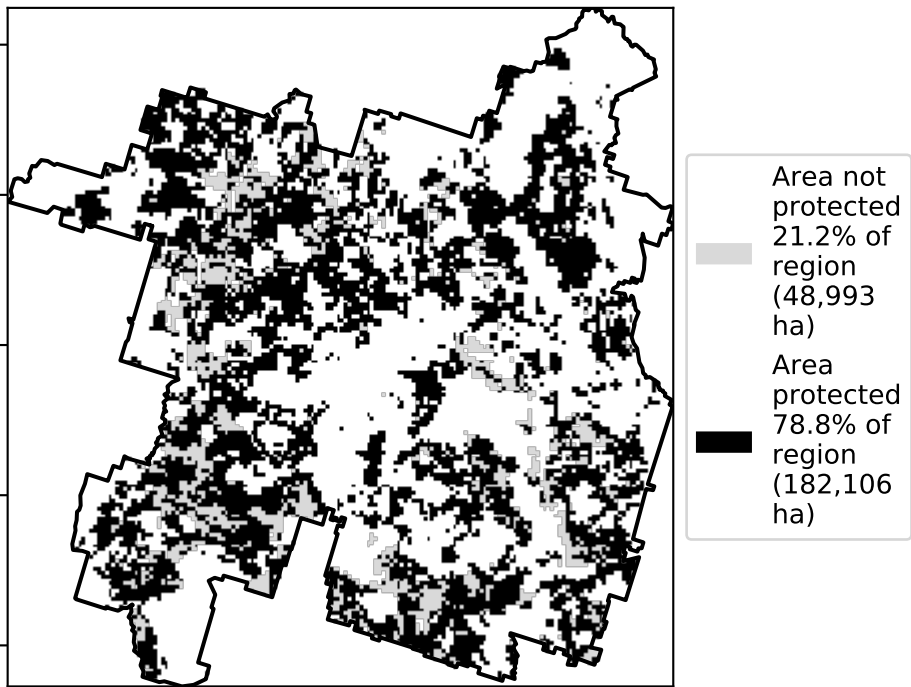 Area not
protected
21.2% of
region
(48,993
ha)
Area
protected
78.8% of
region
(182,106
ha)